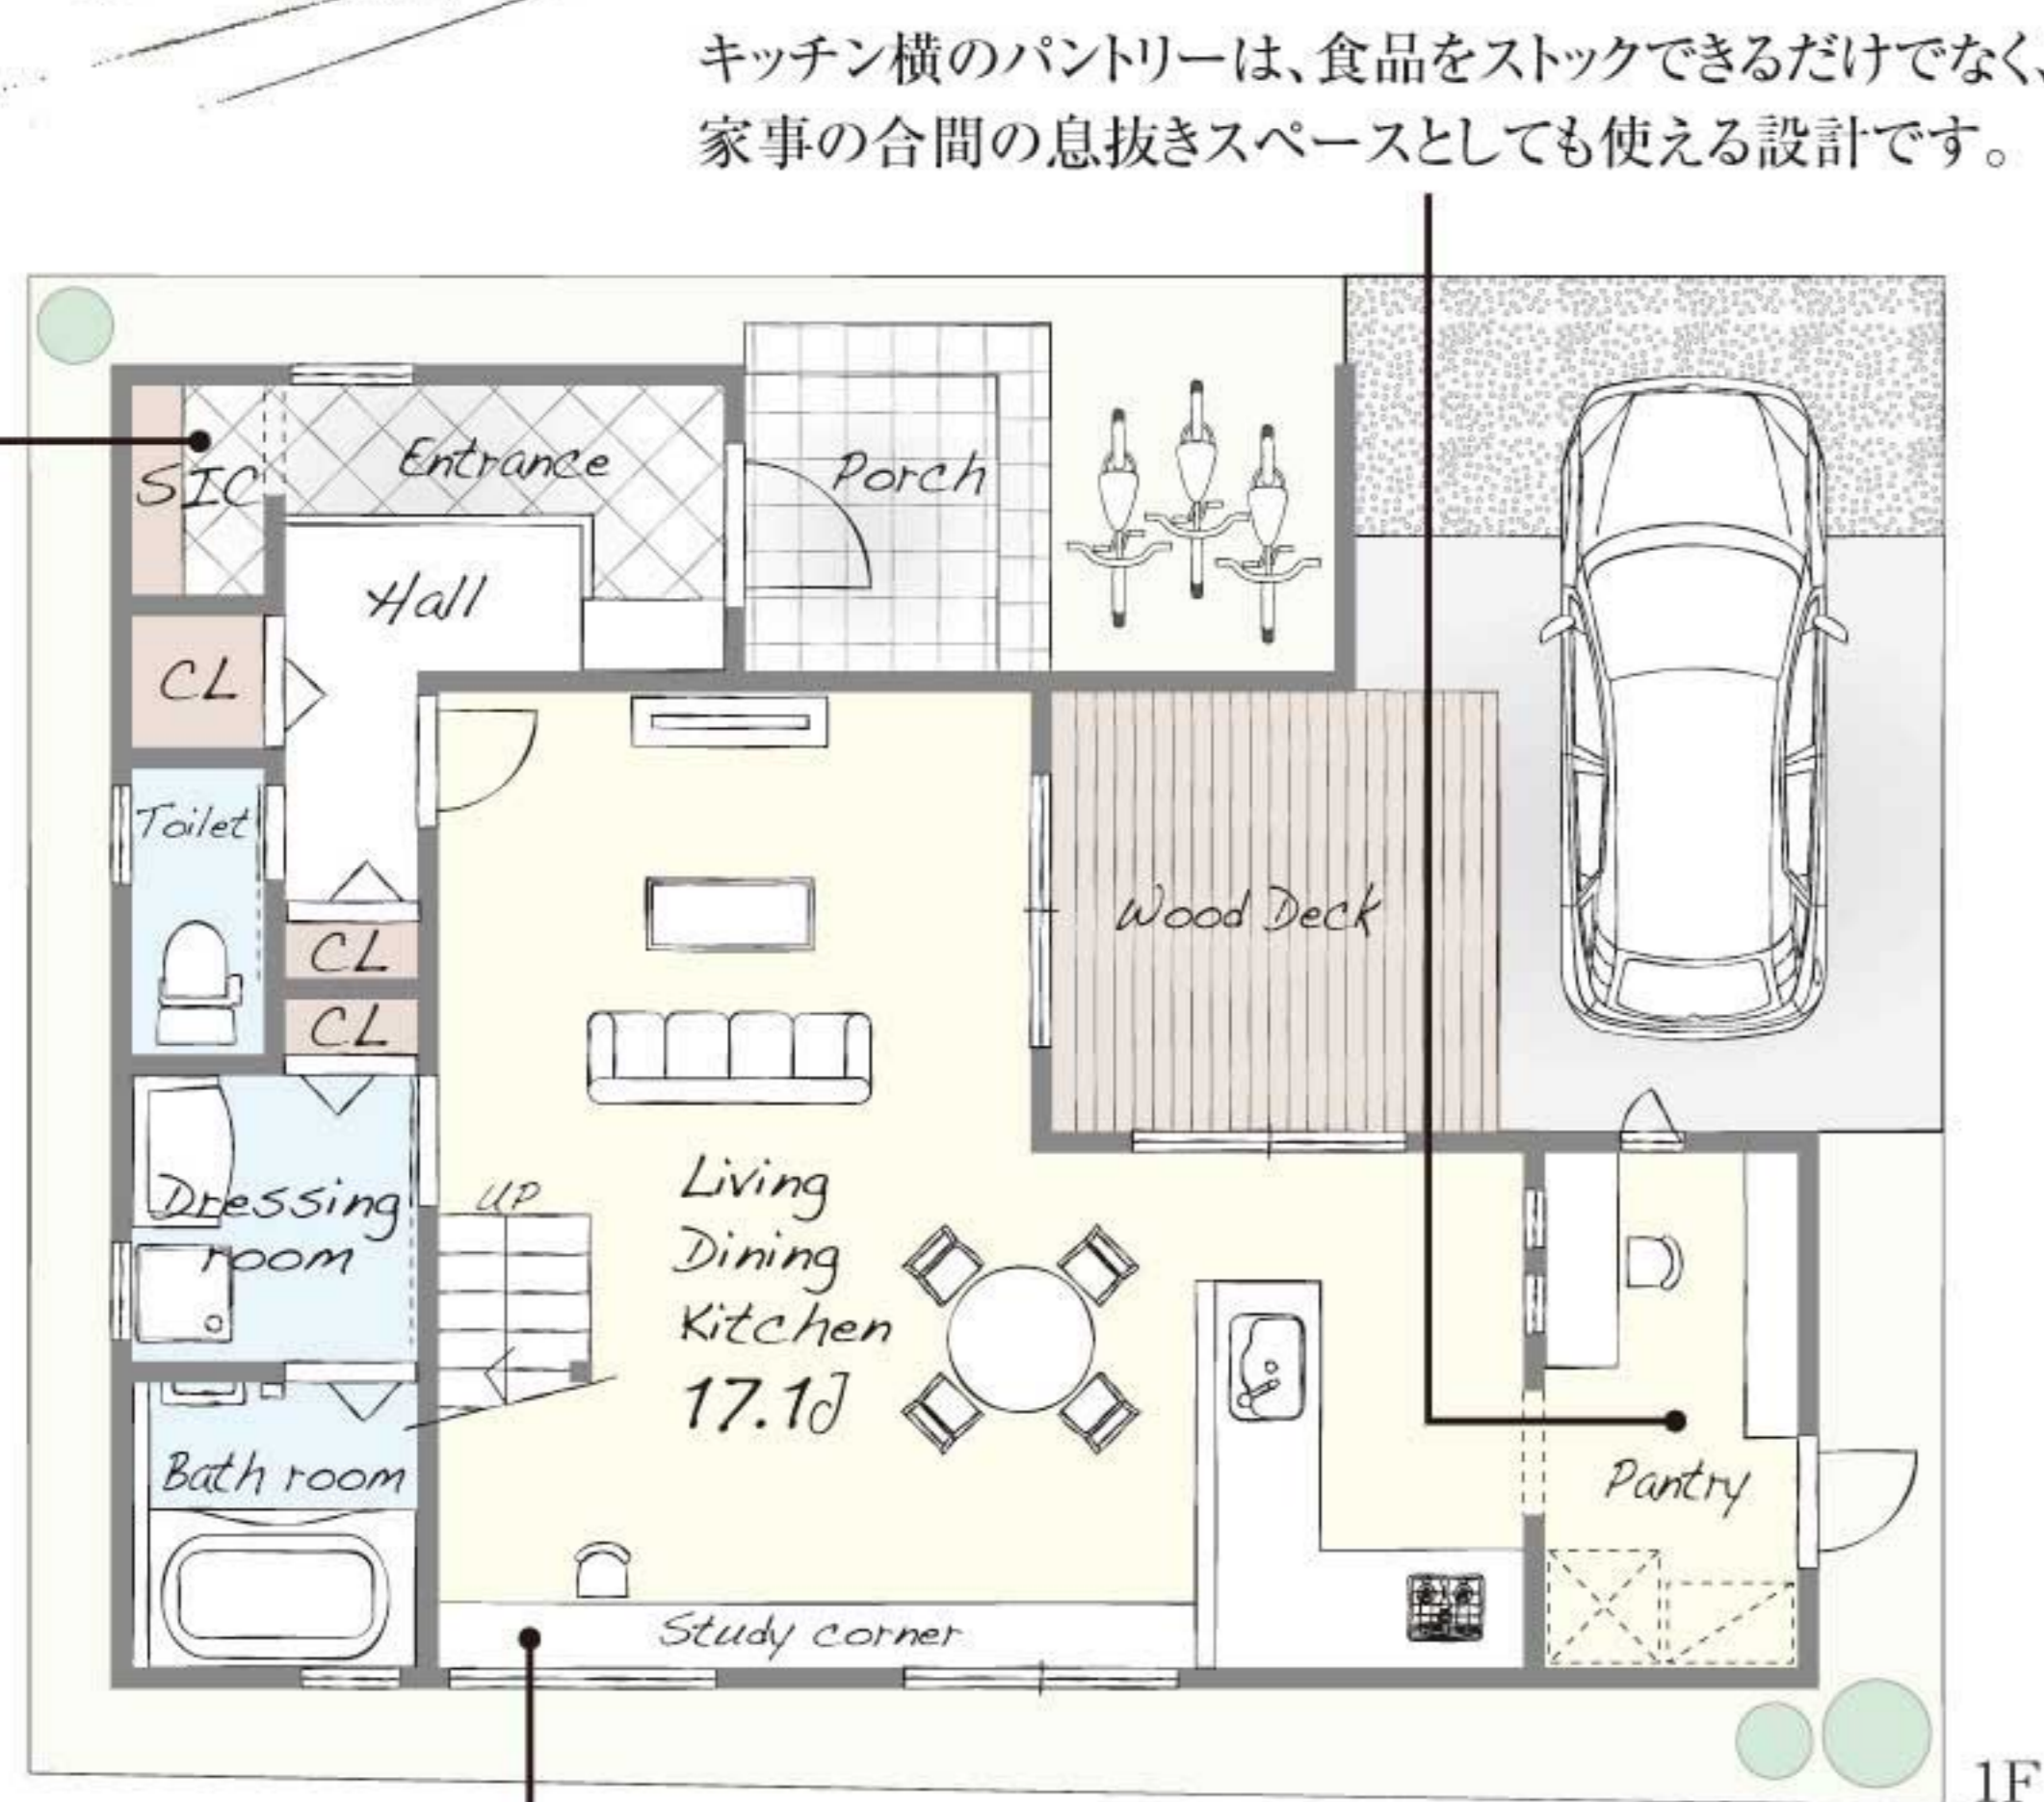 キッチン横のパントリーは、食品をストックできるだけでなく、
家事の合間の息抜きスペースとしても使える設計です。
SIC
Entrance
Porch
Hall
CL
Toilet
Wood Deck
CL
CL
Dressing
room
UP
Living
Dining
Kitchen
17.1J
Bath room
Pantry
Study corner
1F